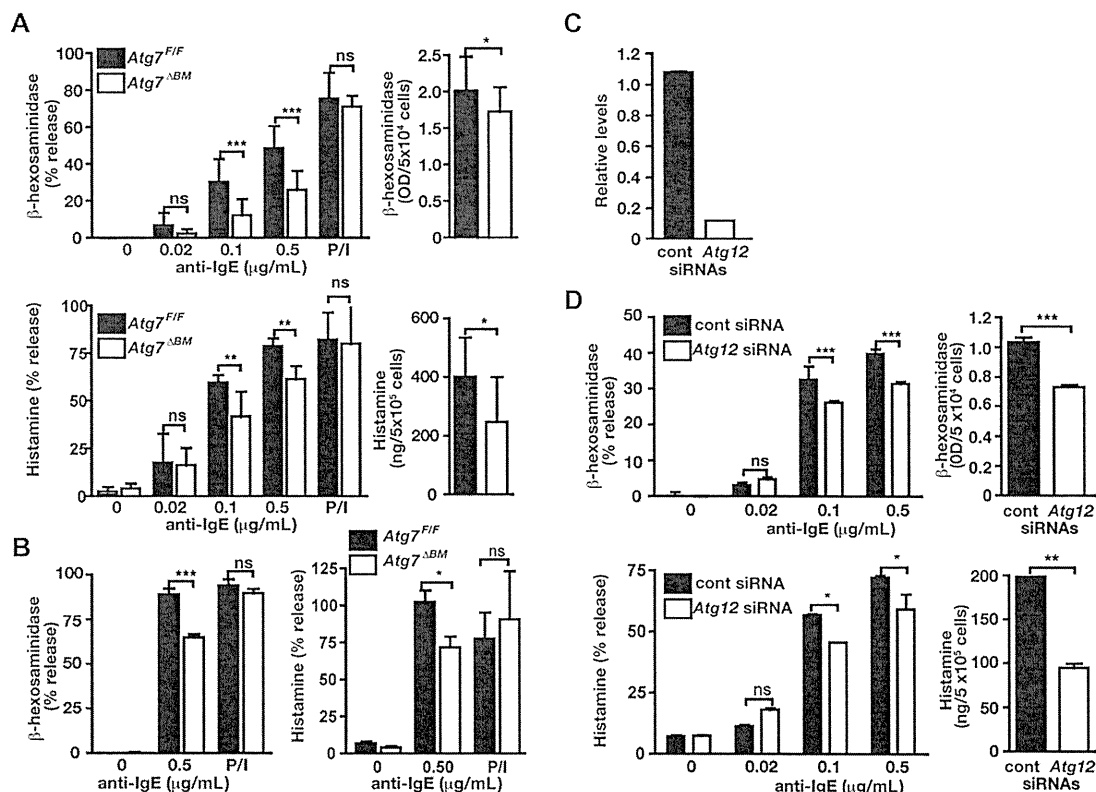 A
β-hexosaminidase
(% release)
100
80
60
40
20
0
Atg7F/F
Atg7ΔBM
ns
***
***
ns
0 0.02 0.1 0.5 P/I
anti-IgE (μg/mL)
β-hexosaminidase
(OD/5x10⁴ cells)
2.5
2.0
1.5
1.0
0.5
0
*
Histamine (% release)
100
75
50
25
0
Atg7F/F
Atg7ΔBM
ns
**
**
ns
0 0.02 0.1 0.5 P/I
anti-IgE (μg/mL)
Histamine
(ng/5x10⁵ cells)
600
400
200
0
*
B
β-hexosaminidase
(% release)
100
75
50
25
0
***
ns
0 0.5 P/I
anti-IgE (μg/mL)
Histamine (% release)
125
100
75
50
25
0
Atg7F/F
Atg7ΔBM
*
ns
0 0.50 P/I
anti-IgE (μg/mL)
C
Relative levels
1.2
1.0
0.8
0.6
0.4
0.2
0
cont Atg12
siRNAs
D
β-hexosaminidase
(% release)
50
40
30
20
10
0
cont siRNA
Atg12 siRNA
ns
***
***
0 0.02 0.1 0.5
anti-IgE (μg/mL)
β-hexosaminidase
(OD/5 x10⁴ cells)
1.2
1.0
0.8
0.6
0.4
0.2
0
***
cont Atg12
siRNAs
Histamine (% release)
75
50
25
0
cont siRNA
Atg12 siRNA
ns
*
*
0 0.02 0.1 0.5
anti-IgE (μg/mL)
Histamine
(ng/5 x10⁵ cells)
200
150
100
50
0
**
cont Atg12
siRNAs